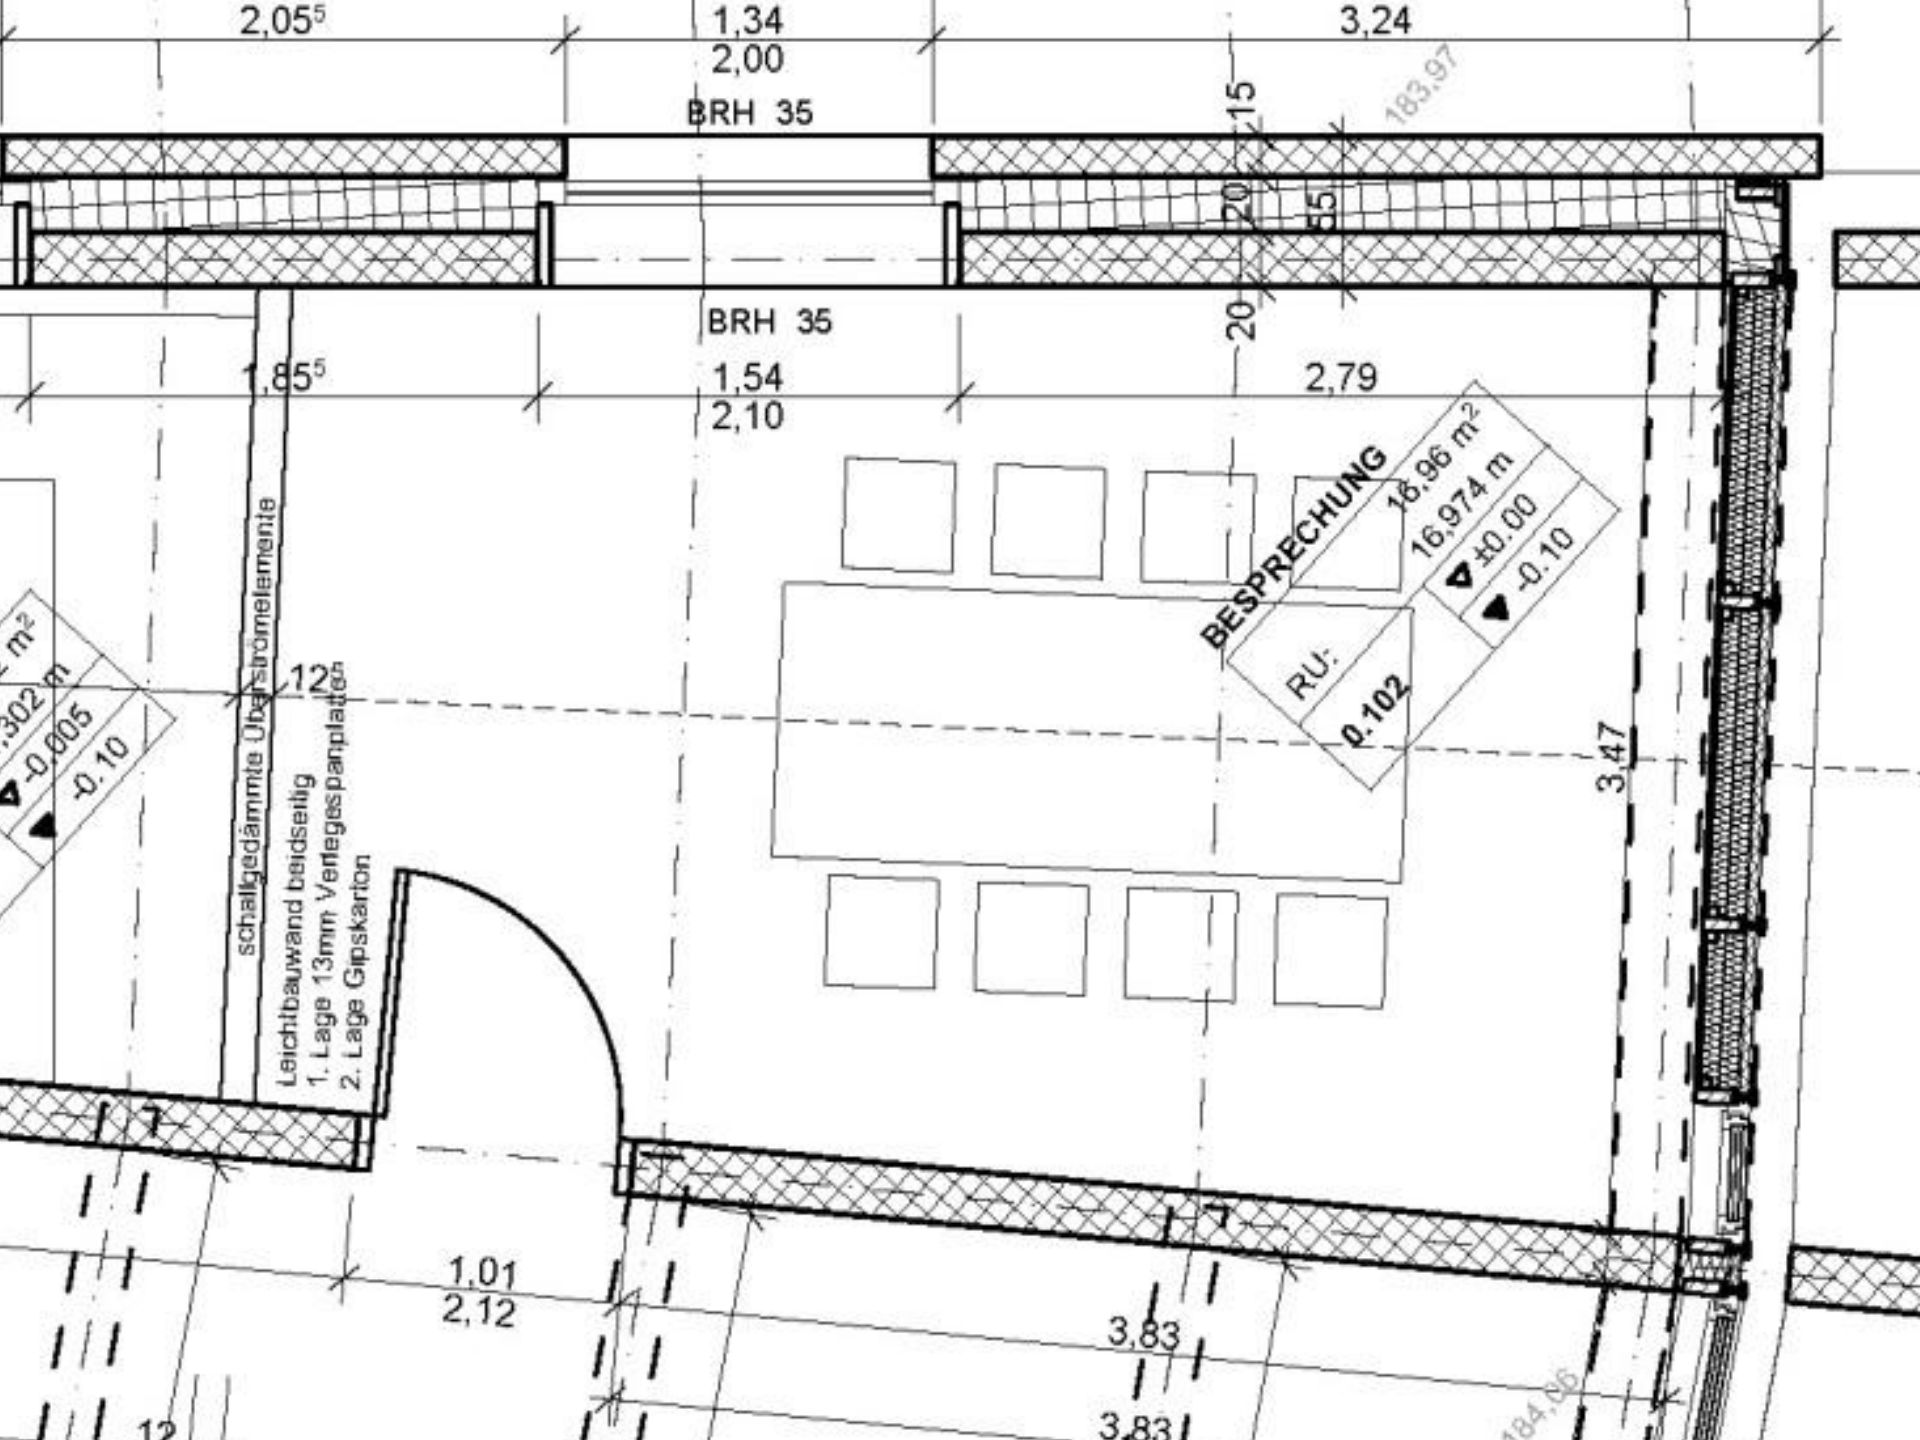 2,05⁵
1,34
2,00
3,24
183,97
BRH 35
15
20
55
20
BRH 35
1,85⁵
1,54
2,10
2,79
BESPRECHUNG
16,96 m²
16,974 m
±0.00
-0.10
RU:
0.102
m²
,302 m
-0,005
-0.10
12
schallgedämmte Überströmelemente
Leichtbauwand beidseitig
1. Lage 13mm Verlegespanplatten
2. Lage Gipskarton
3,47
1,01
2,12
3,83
3,83
184,06
12